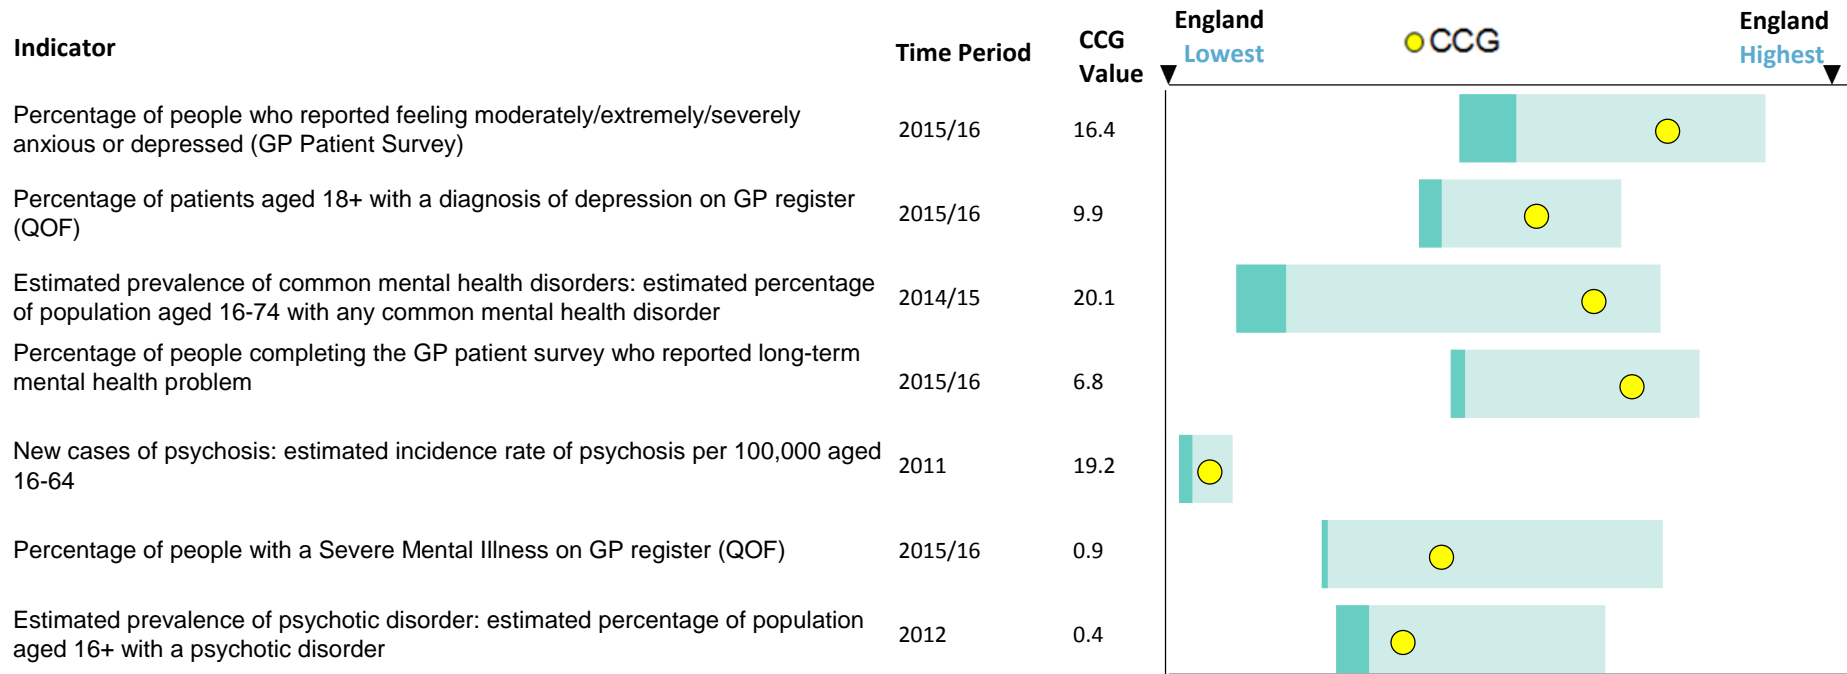 Indicator
Time Period
CCG
Value
England
Lowest
CCG
England
Highest
Percentage of people who reported feeling moderately/extremely/severely
anxious or depressed (GP Patient Survey)
2015/16
16.4
Percentage of patients aged 18+ with a diagnosis of depression on GP register
(QOF)
2015/16
9.9
Estimated prevalence of common mental health disorders: estimated percentage
of population aged 16-74 with any common mental health disorder
2014/15
20.1
Percentage of people completing the GP patient survey who reported long-term
mental health problem
2015/16
6.8
New cases of psychosis: estimated incidence rate of psychosis per 100,000 aged
16-64
2011
19.2
Percentage of people with a Severe Mental Illness on GP register (QOF)
2015/16
0.9
Estimated prevalence of psychotic disorder: estimated percentage of population
aged 16+ with a psychotic disorder
2012
0.4